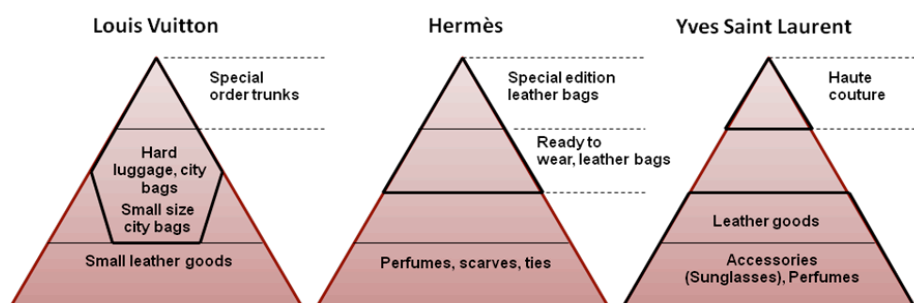 Louis Vuitton
Special
order trunks
Hard
luggage, city
bags
Small size
city bags
Small leather goods
Hermès
Special edition
leather bags
Ready to
wear, leather bags
Perfumes, scarves, ties
Yves Saint Laurent
Haute
couture
Leather goods
Accessories
(Sunglasses), Perfumes